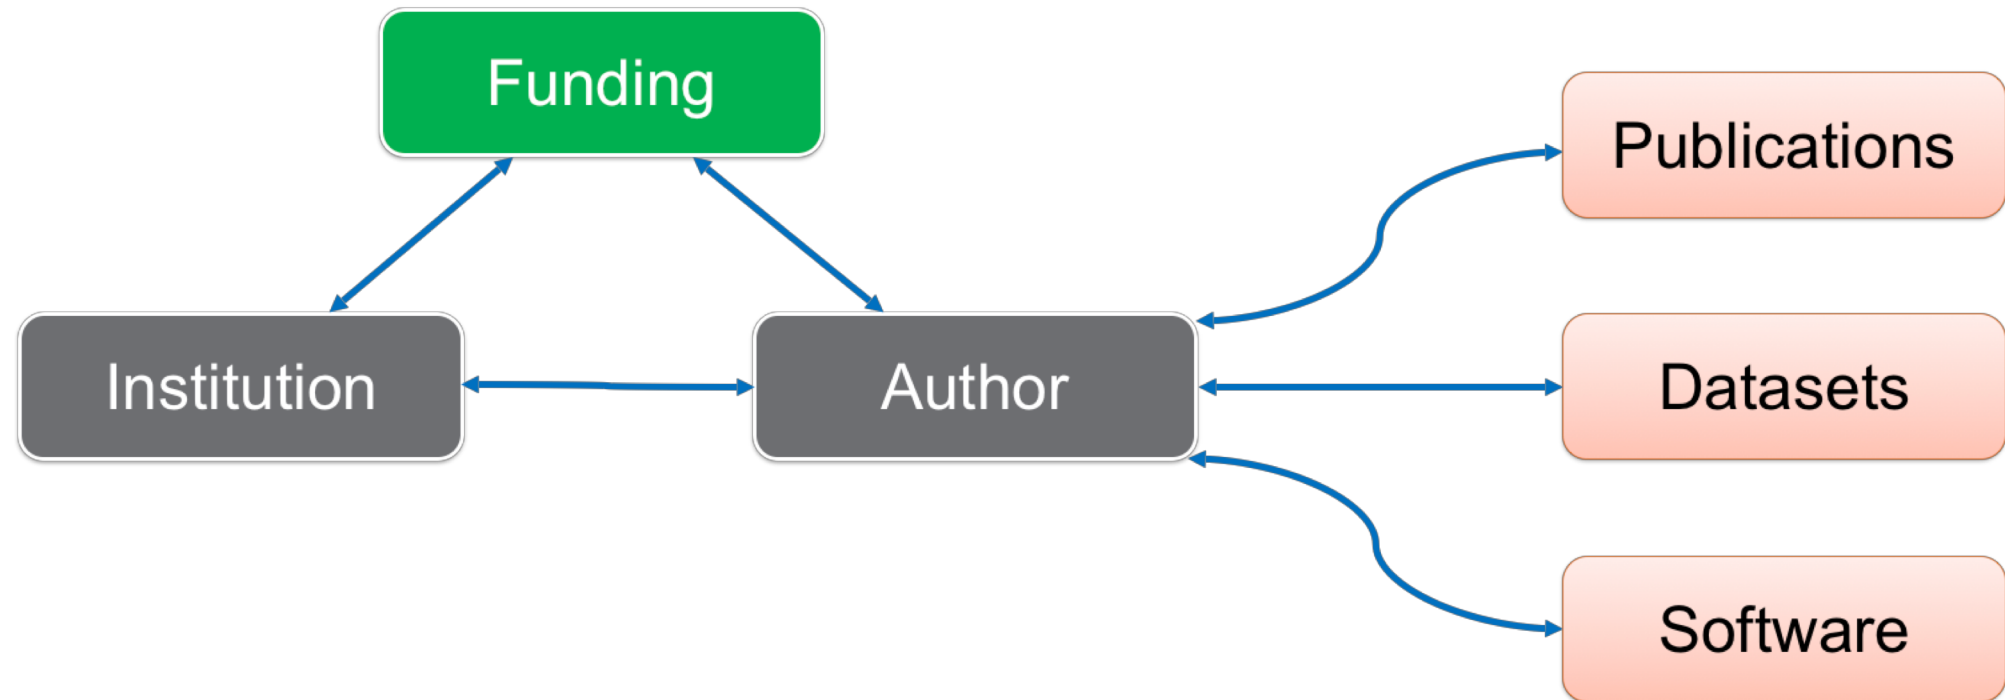 Funding
Publications
Institution
Author
Datasets
Software